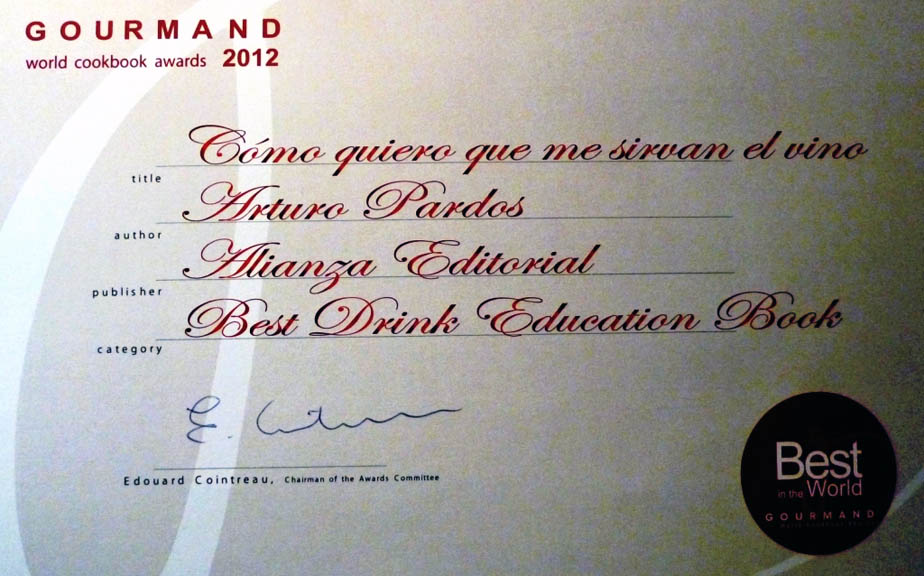 GOURMAND
world cookbook awards 2012
Cómo quiero que me sirvan el vino
title
Arturo Pardos
author
Alianza Editorial
publisher
Best Drink Education Book
category
E. Cointreau
Edouard Cointreau, Chairman of the Awards Committee
Best
in the World
GOURMAND